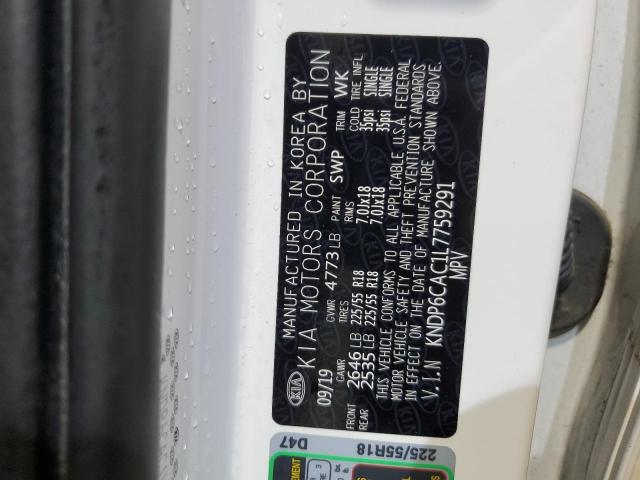 MANUFACTURED IN KOREA BY
KIA 09/19 KIA MOTORS CORPORATION
GVWR 4773 LB PAINT SWP TRIM WK
GAWR TIRES RIMS COLD TIRE INFL
FRONT 2646 LB 225/55 R18 7.0Jx18 35psi SINGLE
REAR 2535 LB 225/55 R18 7.0Jx18 35psi SINGLE
THIS VEHICLE CONFORMS TO ALL APPLICABLE U.S.A. FEDERAL
MOTOR VEHICLE SAFETY AND THEFT PREVENTION STANDARDS
IN EFFECT ON THE DATE OF MANUFACTURE SHOWN ABOVE.
V.I.N KNDP6CAC1L7759291
MPV
D47
225/55R18